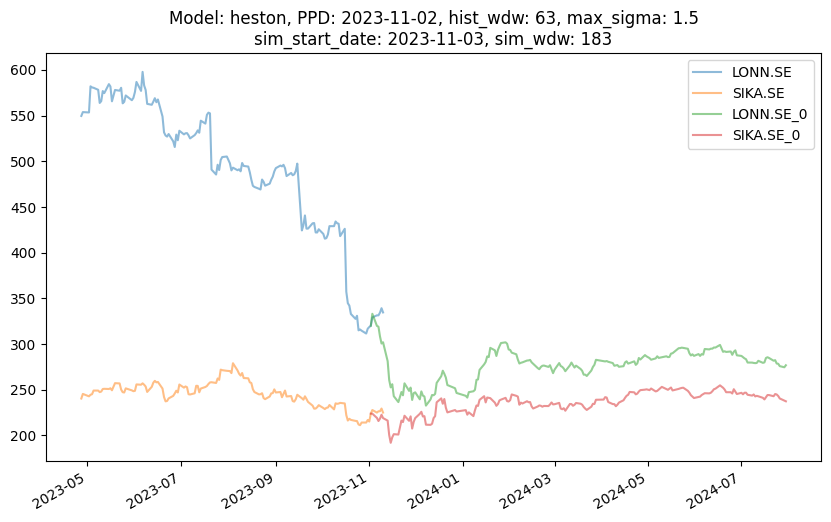 Model: heston, PPD: 2023-11-02, hist_wdw: 63, max_sigma: 1.5
sim_start_date: 2023-11-03, sim_wdw: 183
LONN.SE
SIKA.SE
LONN.SE_0
SIKA.SE_0
600
550
500
450
400
350
300
250
200
2023-05
2023-07
2023-09
2023-11
2024-01
2024-03
2024-05
2024-07